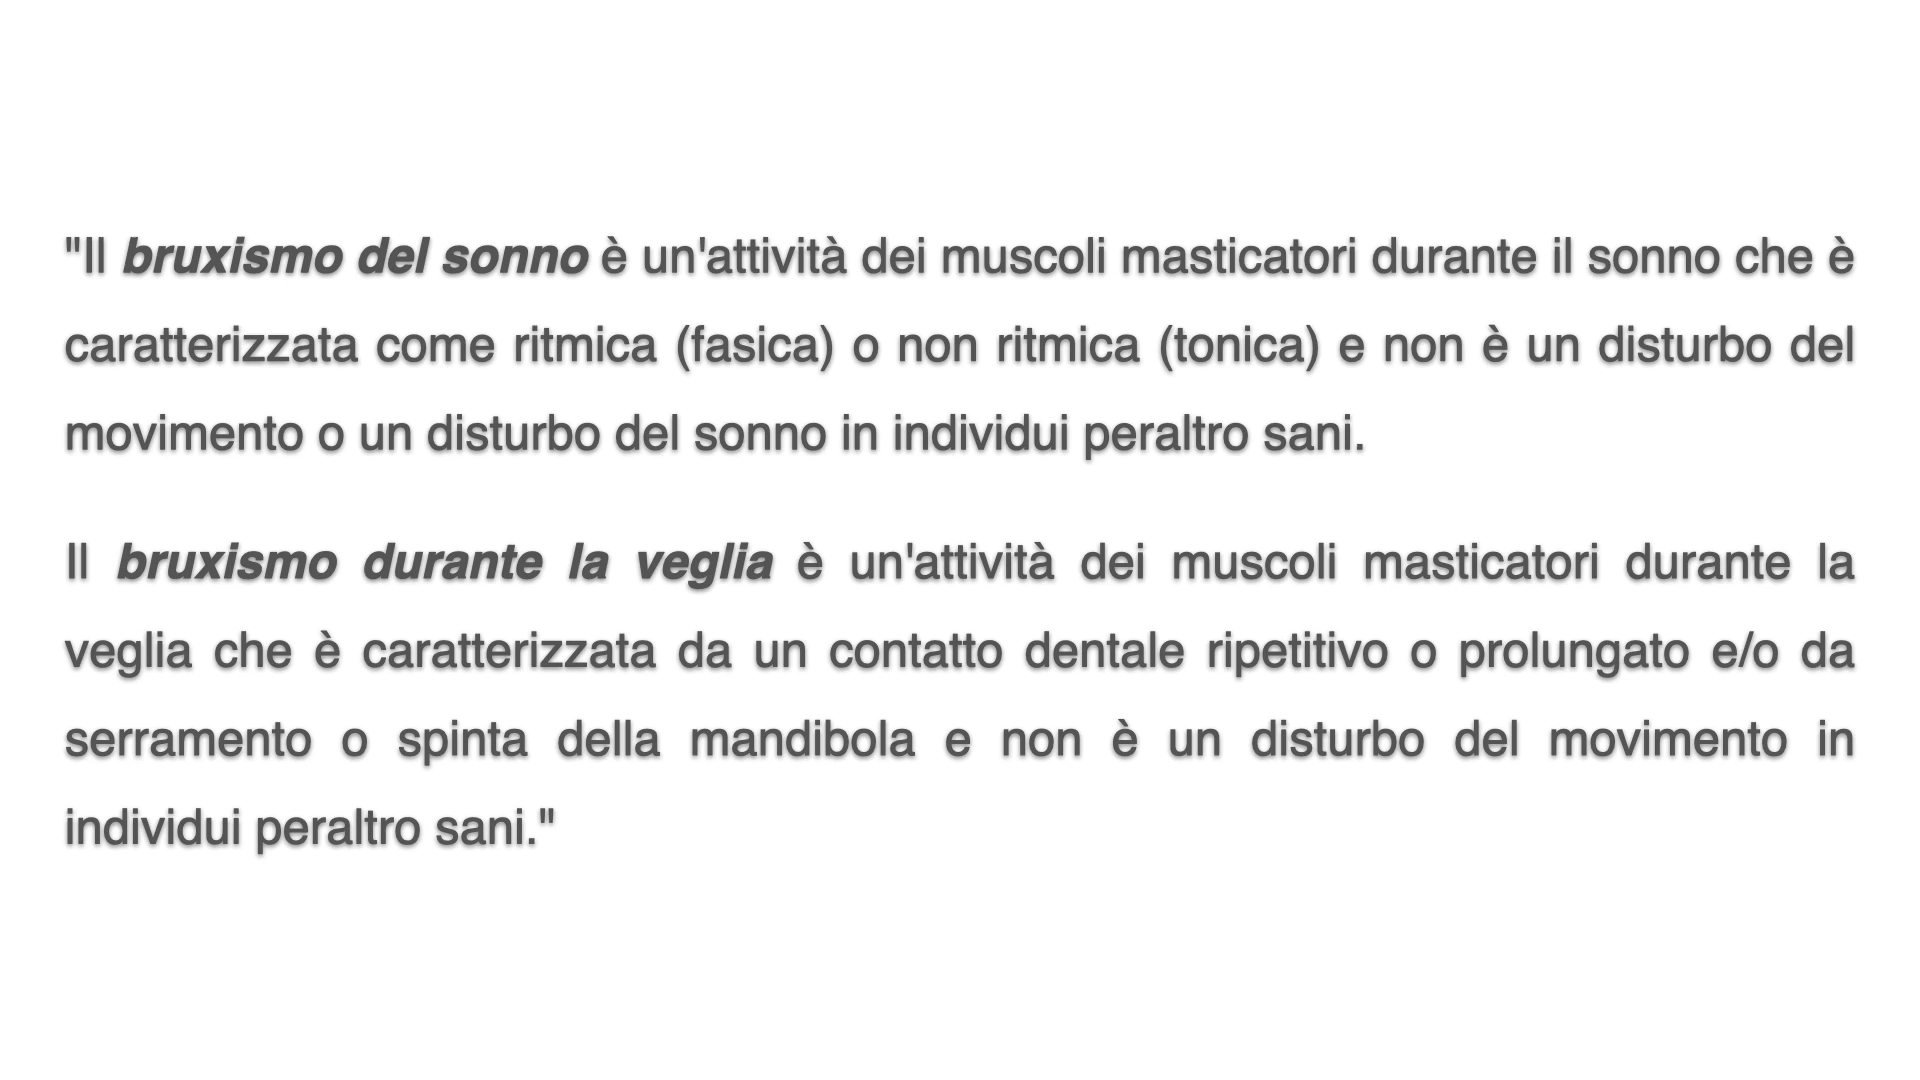 "Il bruxismo del sonno è un'attività dei muscoli masticatori durante il sonno che è
caratterizzata come ritmica (fasica) o non ritmica (tonica) e non è un disturbo del
movimento o un disturbo del sonno in individui peraltro sani.
Il bruxismo durante la veglia è un'attività dei muscoli masticatori durante la
veglia che è caratterizzata da un contatto dentale ripetitivo o prolungato e/o da
serramento o spinta della mandibola e non è un disturbo del movimento in
individui peraltro sani."